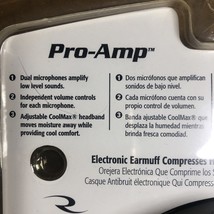 Pro-Amp™
1 Dual microphones amplify
low level sounds.
2 Independent volume controls
for each microphone.
3 Adjustable CoolMax® headband
moves moisture away while
providing cool comfort.
1 Dos micrófonos que amplifican
sonidos de bajo nivel.
2 Cada micrófono cuenta con su
propio control de volumen.
3 Banda ajustable CoolMax® que
desplaza la humedad mientras
brinda fresca comodidad.
Electronic Earmuff Compresses
Orejera Electrónica Que Comprime los
Casque Antibruit électronique Qui Compr